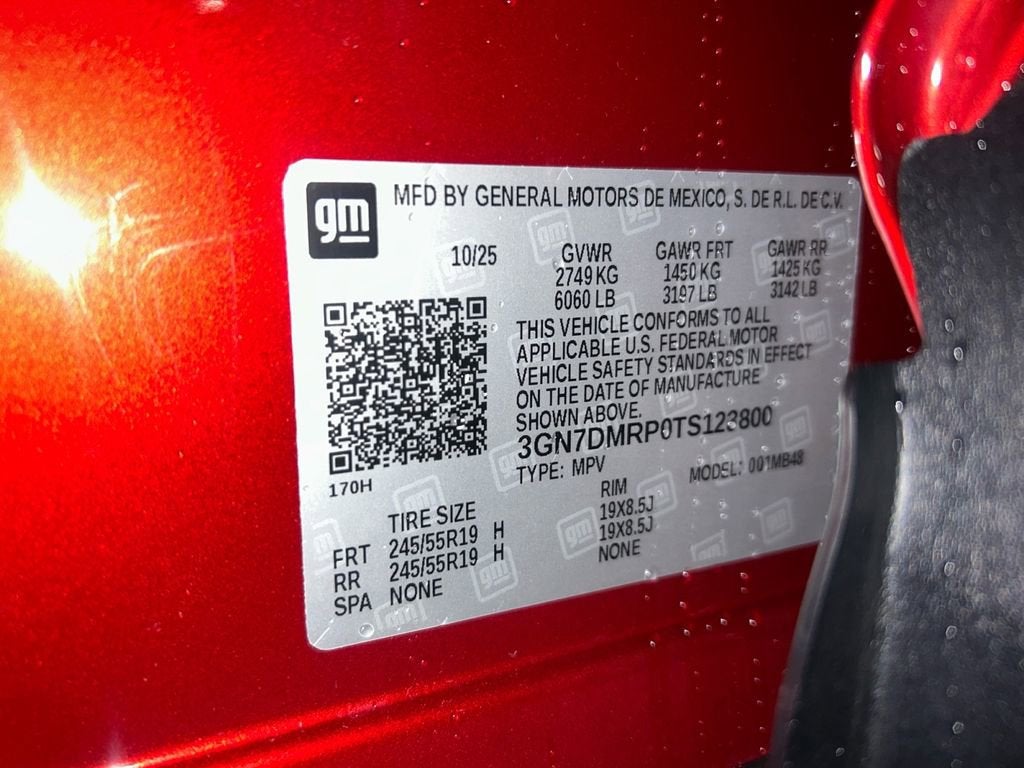 gm
MFD BY GENERAL MOTORS DE MEXICO, S. DE R.L. DE C.V.
10/25 GVWR GAWR FRT GAWR RR
2749 KG 1450 KG 1425 KG
6060 LB 3197 LB 3142 LB
THIS VEHICLE CONFORMS TO ALL
APPLICABLE U.S. FEDERAL MOTOR
VEHICLE SAFETY STANDARDS IN EFFECT
ON THE DATE OF MANUFACTURE
SHOWN ABOVE.
3GN7DMRP0TS123800
TYPE: MPV MODEL: 001MB48
170H
TIRE SIZE RIM
FRT 245/55R19 H 19X8.5J
RR 245/55R19 H 19X8.5J
SPA NONE NONE